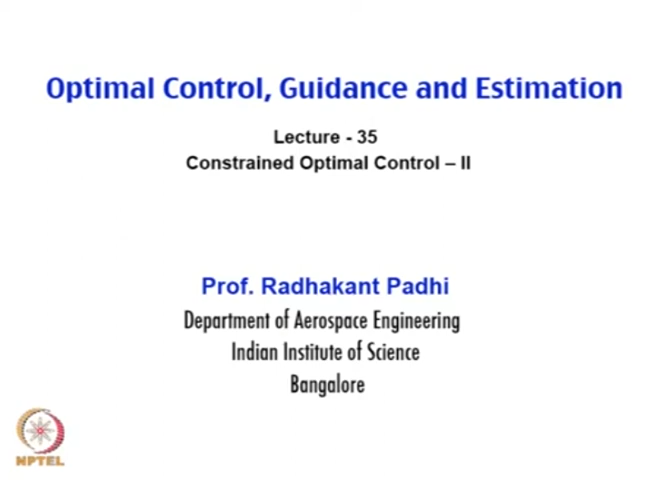 Optimal Control, Guidance and Estimation
Lecture - 35
Constrained Optimal Control – II
Prof. Radhakant Padhi
Department of Aerospace Engineering
Indian Institute of Science
Bangalore
NPTEL